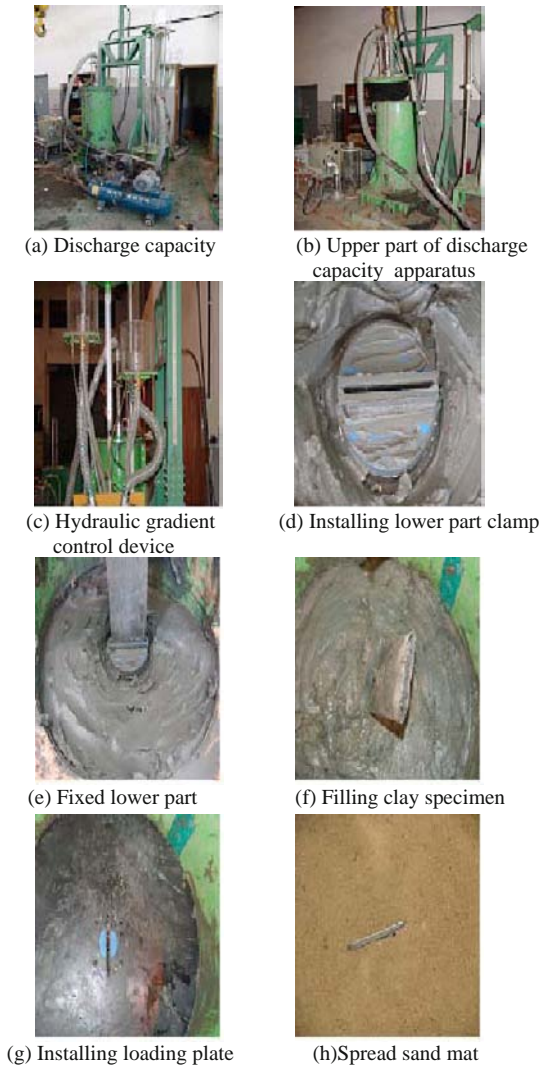 (a) Discharge capacity
(b) Upper part of discharge
capacity apparatus
(c) Hydraulic gradient
control device
(d) Installing lower part clamp
(e) Fixed lower part
(f) Filling clay specimen
(g) Installing loading plate
(h)Spread sand mat